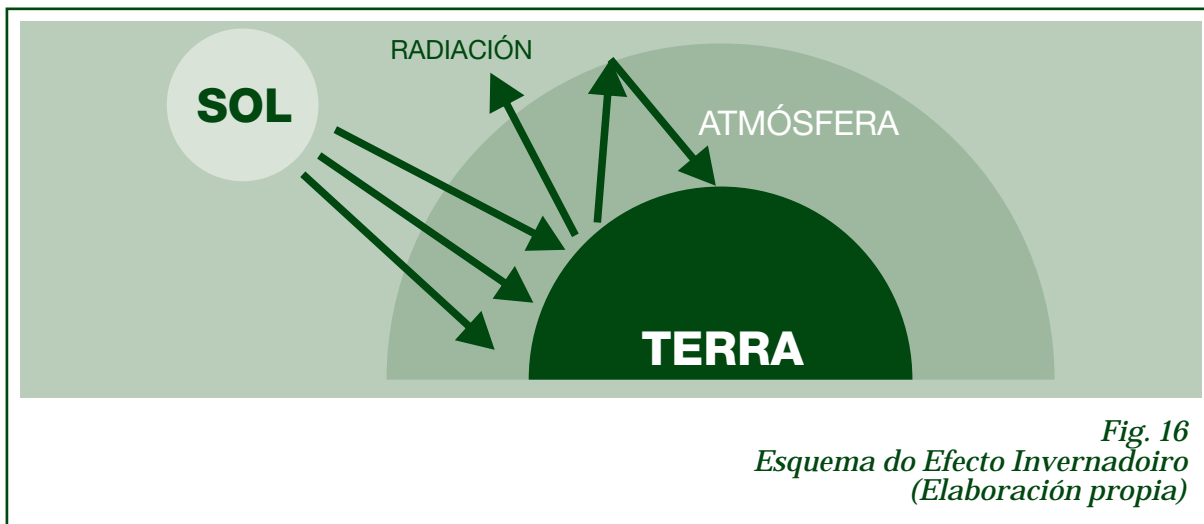 RADIACIÓN
SOL
ATMÓSFERA
TERRA
Fig. 16
Esquema do Efecto Invernadoiro
(Elaboración propia)